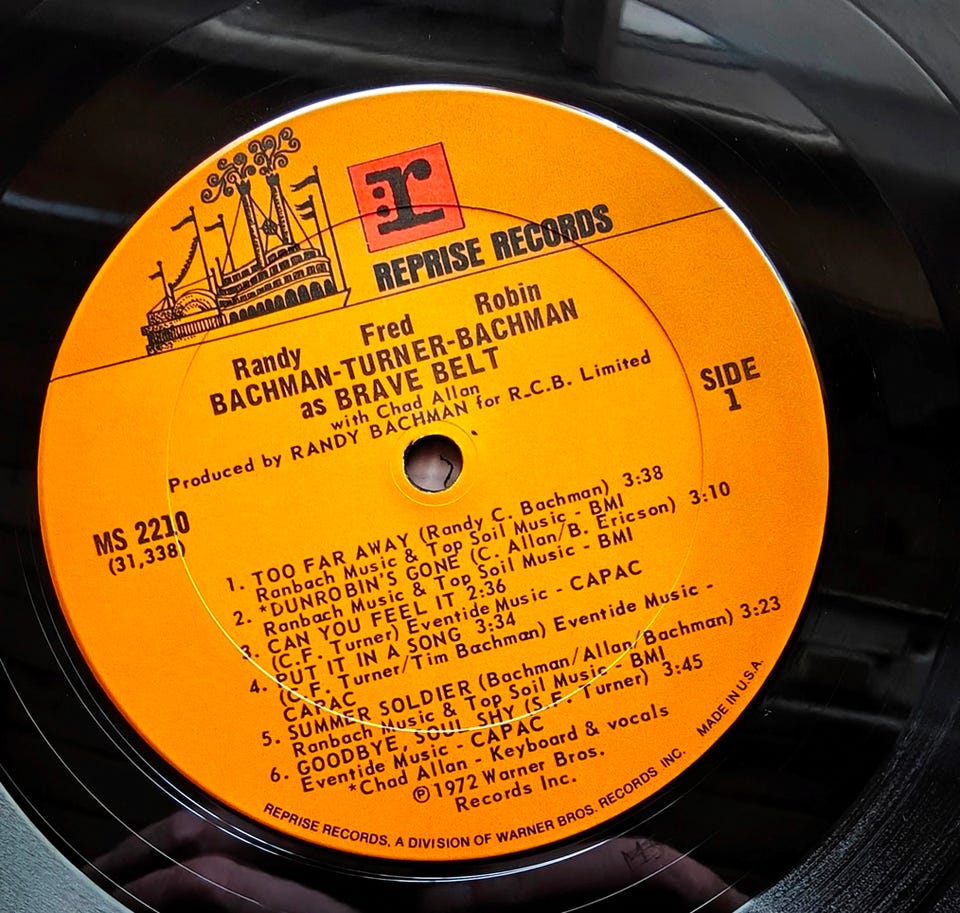 r
REPRISE RECORDS
Randy Fred Robin
BACHMAN-TURNER-BACHMAN
as BRAVE BELT
with Chad Allan
Produced by RANDY BACHMAN for R.C.B. Limited
SIDE
1
MS 2210
(31,338)
1. TOO FAR AWAY (Randy C. Bachman) 3:38
Ranbach Music & Top Soil Music - BMI
2. *DUNROBIN'S GONE (C. Allan/B. Ericson) 3:10
Ranbach Music & Top Soil Music - BMI
3. CAN YOU FEEL IT 2:36
(C.F. Turner) Eventide Music - CAPAC
4. PUT IT IN A SONG 3:34
(C.F. Turner/Tim Bachman) Eventide Music -
CAPAC
5. SUMMER SOLDIER (Bachman/Allan/Bachman) 3:23
Ranbach Music & Top Soil Music - BMI
6. GOODBYE, SOUL SHY (S.F. Turner) 3:45
Eventide Music - CAPAC
*Chad Allan - Keyboard & vocals
Ⓟ1972 Warner Bros.
Records Inc.
REPRISE RECORDS, A DIVISION OF WARNER BROS. RECORDS INC. MADE IN U.S.A.